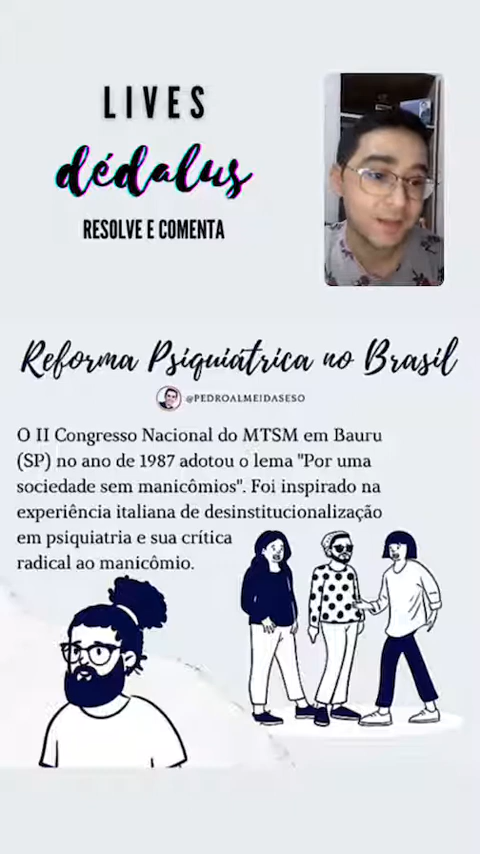 LIVES
dédalus
RESOLVE E COMENTA
Reforma Psiquiátrica no Brasil
@PEDROALMEIDASESO
O II Congresso Nacional do MTSM em Bauru
(SP) no ano de 1987 adotou o lema "Por uma
sociedade sem manicômios". Foi inspirado na
experiência italiana de desinstitucionalização
em psiquiatria e sua crítica
radical ao manicômio.